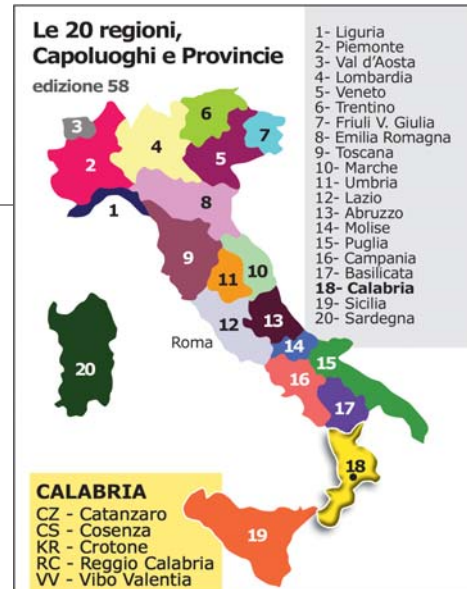 Le 20 regioni,
Capoluoghi e Provincie
edizione 58
1- Liguria
2- Piemonte
3- Val d'Aosta
4- Lombardia
5- Veneto
6- Trentino
7- Friuli V. Giulia
8- Emilia Romagna
9- Toscana
10- Marche
11- Umbria
12- Lazio
13- Abruzzo
14- Molise
15- Puglia
16- Campania
17- Basilicata
18- Calabria
19- Sicilia
20- Sardegna
6
3
4
7
5
2
8
1
9
10
11
12
13
Roma
14
15
20
16
17
18
19
CALABRIA
CZ - Catanzaro
CS - Cosenza
KR - Crotone
RC - Reggio Calabria
VV - Vibo Valentia